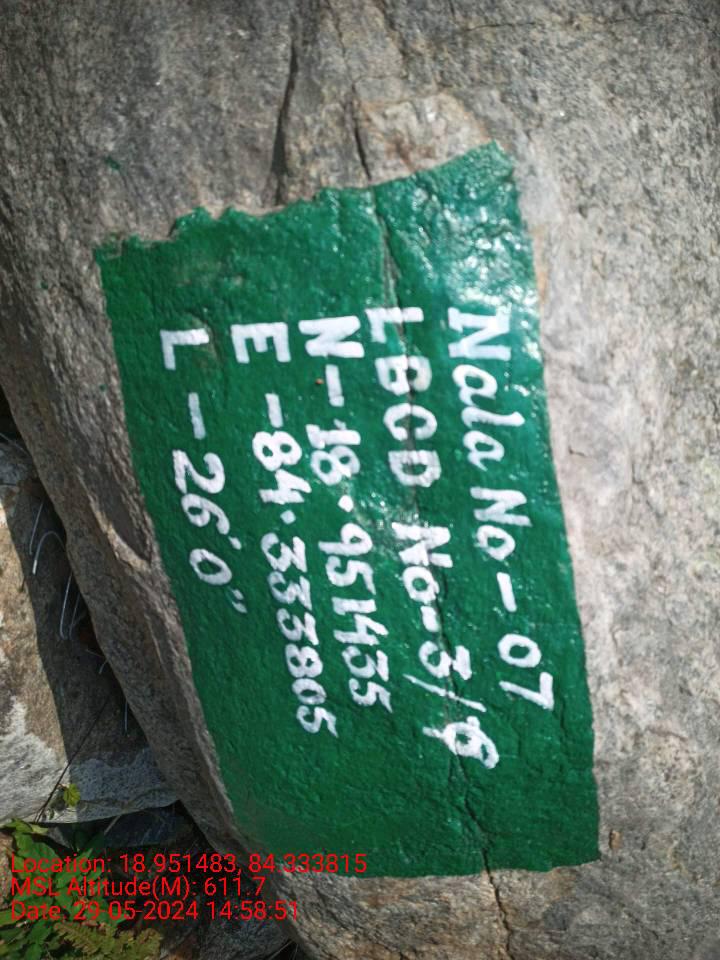 Nala No-07
LBCD No-3/6
N-18.951435
E-84.333805
L-26'0"
Location: 18.951483, 84.333815
MSL Altitude(M): 611.7
Date, 29-05-2024 14:58:51